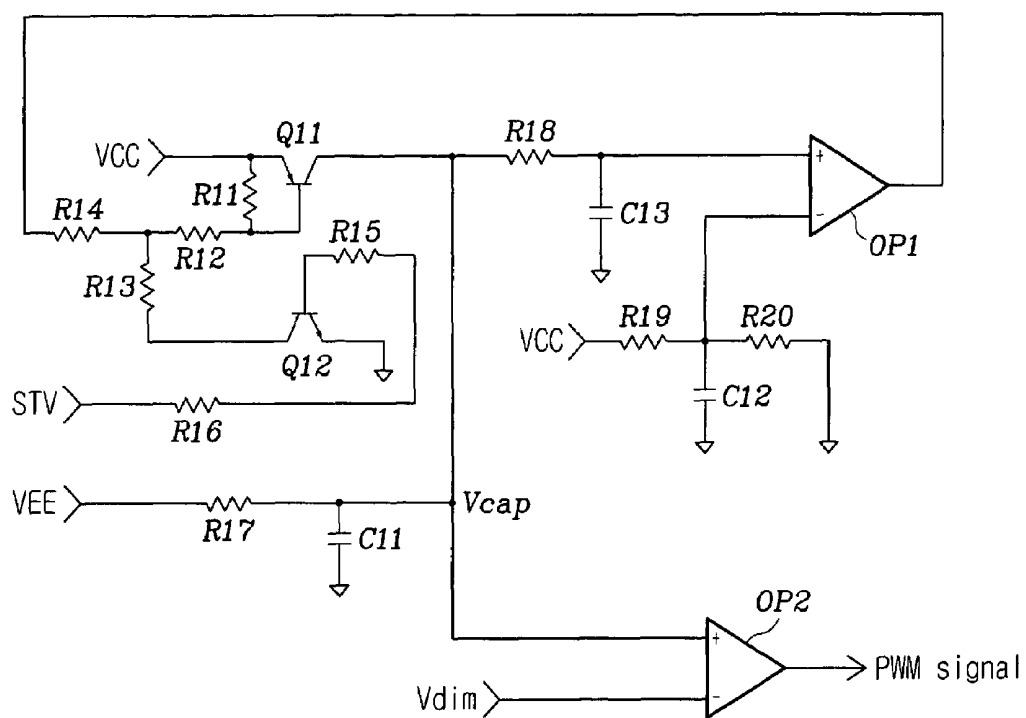 Q11
R18
VCC
R11
C13
OP1
R14
R12
R15
R13
Q12
VCC
R19
R20
C12
STV
R16
VEE
R17
C11
Vcap
OP2
PWM signal
Vdim
+
-
+
-